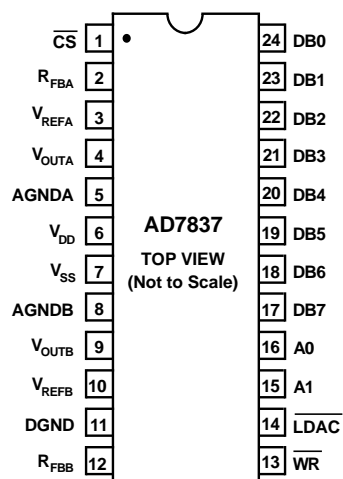 CS 1 24 DB0
RFBA 2 23 DB1
VREFA 3 22 DB2
VOUTA 4 21 DB3
AGNDA 5 20 DB4
AD7837
VDD 6 19 DB5
TOP VIEW
VSS 7 18 DB6
(Not to Scale)
AGNDB 8 17 DB7
VOUTB 9 16 A0
VREFB 10 15 A1
DGND 11 14 LDAC
RFBB 12 13 WR